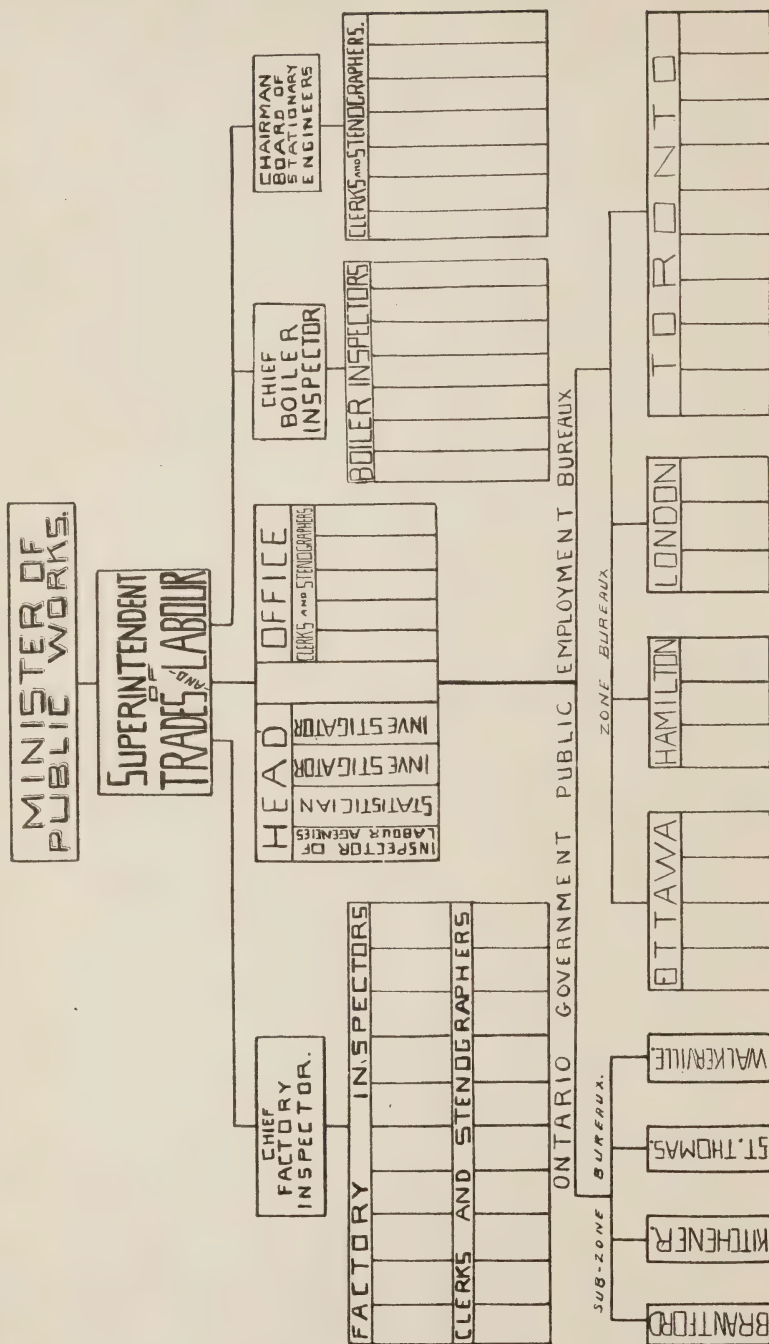 MINISTER OF
PUBLIC WORKS.
SUPERINTENDENT
OF
TRADES -AND- LABOUR
CHIEF
FACTORY
INSPECTOR.
HEAD OFFICE
INSPECTOR OF
LABOUR AGENCIES
STATISTICIAN
INVESTIGATOR
INVESTIGATOR
CLERKS AND STENOGRAPHERS
CHIEF
BOILER
INSPECTOR
CHAIRMAN
BOARD OF
STATIONARY
ENGINEERS
FACTORY INSPECTORS
CLERKS AND STENOGRAPHERS
BOILER INSPECTORS
CLERKS AND STENOGRAPHERS.
ONTARIO GOVERNMENT PUBLIC EMPLOYMENT BUREAUX
SUB-ZONE BUREAUX.
ZONE BUREAUX
BRANTFORD
KITCHENER.
ST. THOMAS.
WALKERVILLE.
OTTAWA
HAMILTON
LONDON
TORONTO